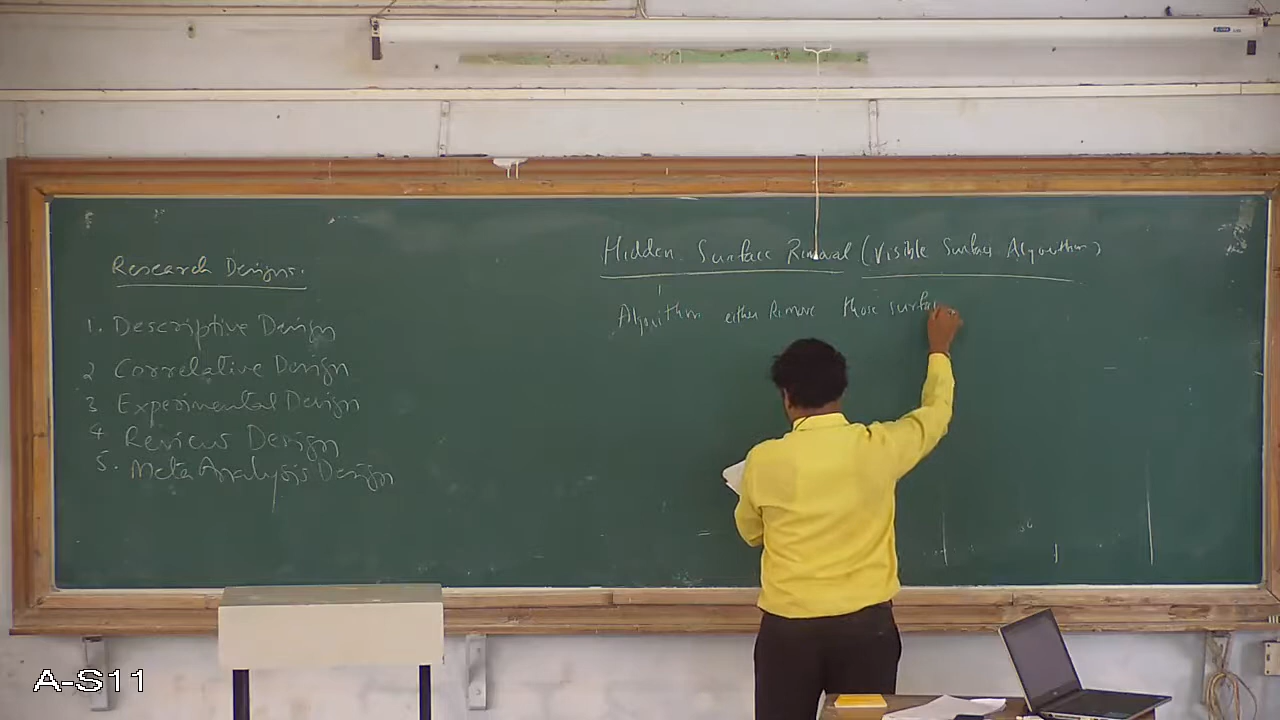 Research Designs.
1. Descriptive Design
2 Correlative Design
3 Experimental Design
4 Review Design
5. Meta Analysis Design
Hidden Surface Removal (Visible Surface Algorithm)
Algorithm either Remove those surfa
A-S11